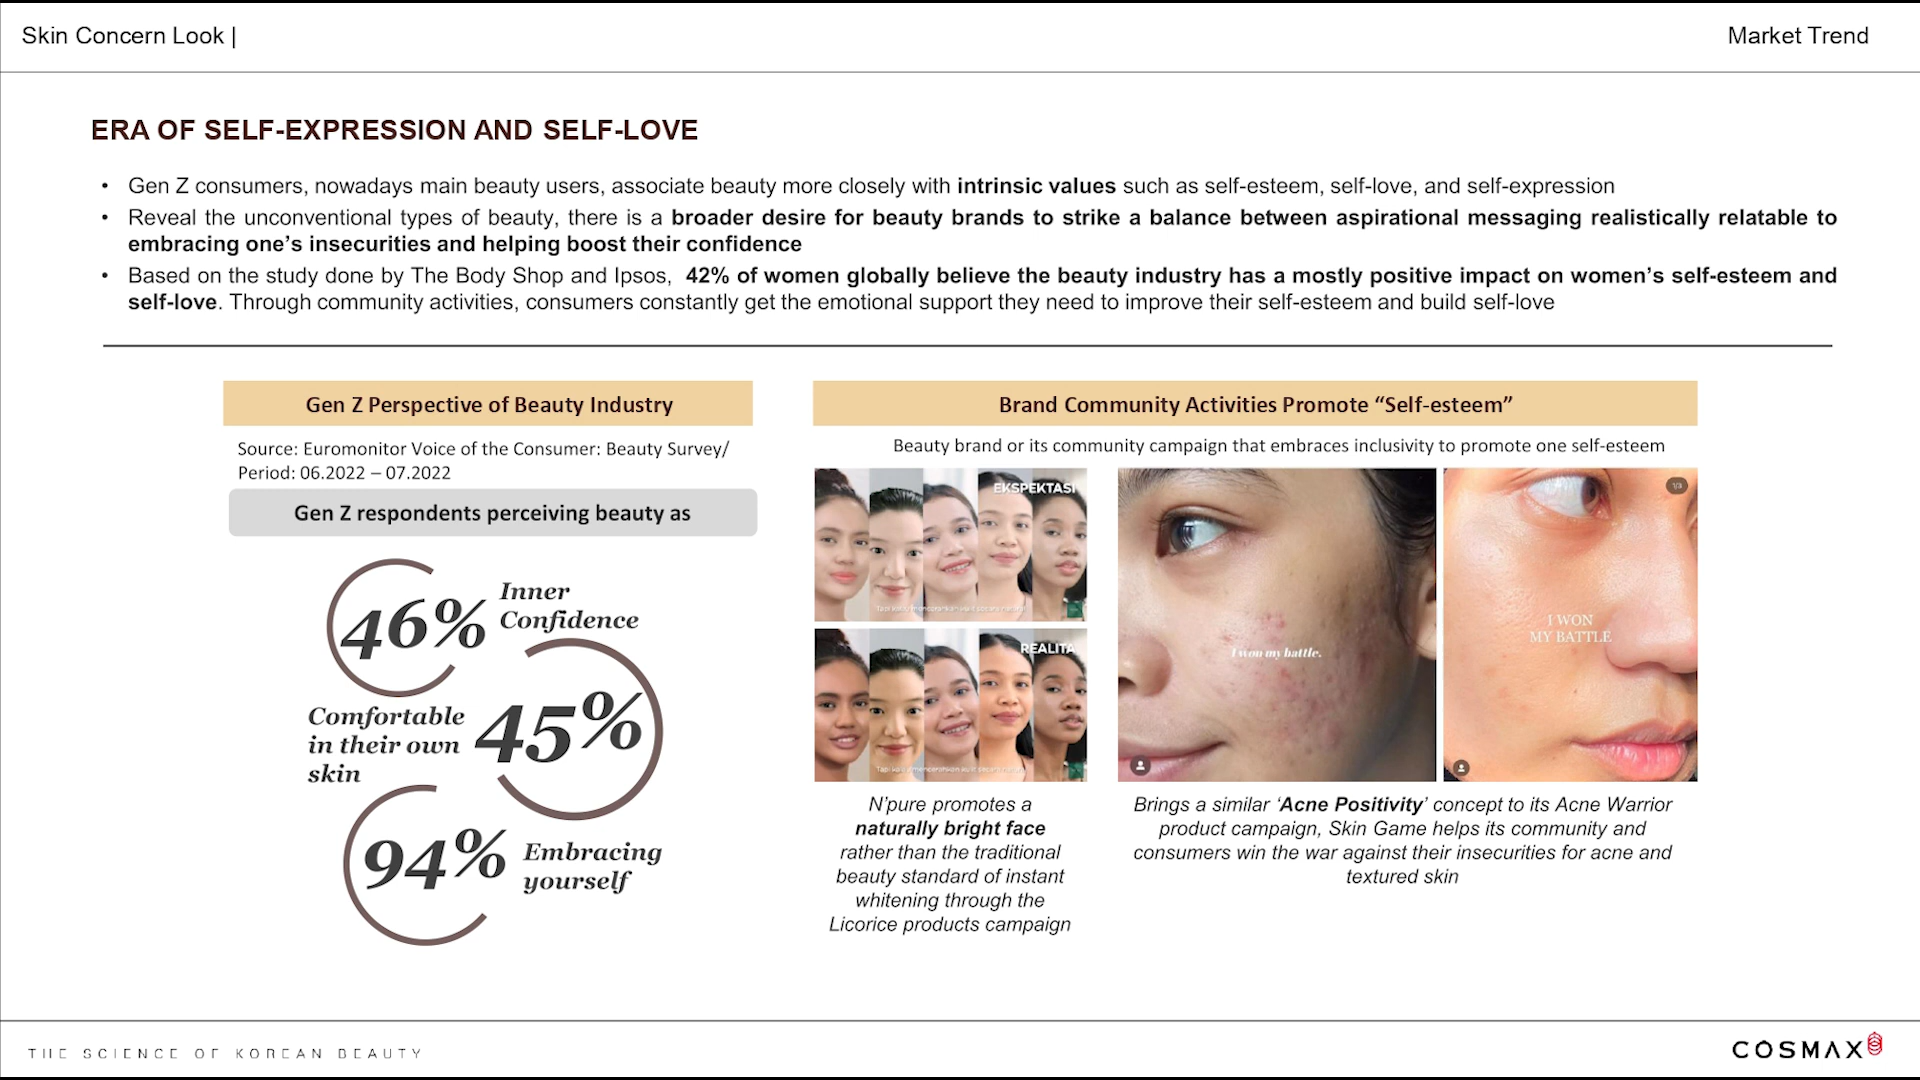 Skin Concern Look |
Market Trend
ERA OF SELF-EXPRESSION AND SELF-LOVE
• Gen Z consumers, nowadays main beauty users, associate beauty more closely with intrinsic values such as self-esteem, self-love, and self-expression
• Reveal the unconventional types of beauty, there is a broader desire for beauty brands to strike a balance between aspirational messaging realistically relatable to
embracing one's insecurities and helping boost their confidence
• Based on the study done by The Body Shop and Ipsos, 42% of women globally believe the beauty industry has a mostly positive impact on women's self-esteem and
self-love. Through community activities, consumers constantly get the emotional support they need to improve their self-esteem and build self-love
Gen Z Perspective of Beauty Industry
Source: Euromonitor Voice of the Consumer: Beauty Survey/
Period: 06.2022 – 07.2022
Gen Z respondents perceiving beauty as
46%
Inner
Confidence
Comfortable
in their own
skin
45%
94%
Embracing
yourself
Brand Community Activities Promote “Self-esteem”
Beauty brand or its community campaign that embraces inclusivity to promote one self-esteem
EKSPEKTASI
REALITA
I won my battle.
1/3
I WON
MY BATTLE
N'pure promotes a
naturally bright face
rather than the traditional
beauty standard of instant
whitening through the
Licorice products campaign
Brings a similar ‘Acne Positivity’ concept to its Acne Warrior
product campaign, Skin Game helps its community and
consumers win the war against their insecurities for acne and
textured skin
THE SCIENCE OF KOREAN BEAUTY
COSMAX